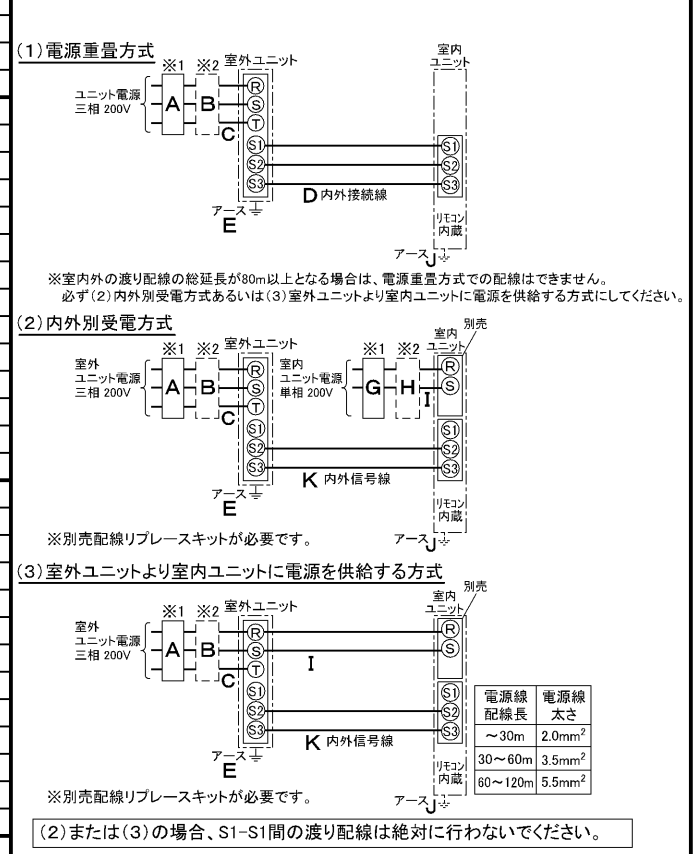 (1)電源重畳方式
※1 ※2 室外ユニット
室内
ユニット
ユニット電源
三相 200V
A B
C
R
S
T
S1
S2
S3
S1
S2
S3
D 内外接続線
アース
E
リモコン
内蔵
アース J
※室内外の渡り配線の総延長が80m以上となる場合は、電源重畳方式での配線はできません。
必ず(2)内外別受電方式あるいは(3)室外ユニットより室内ユニットに電源を供給する方式にしてください。
(2)内外別受電方式
※1 ※2 室外ユニット
室外
ユニット電源
三相 200V
A B
C
R
S
T
S1
S2
S3
室内
ユニット電源
単相 200V
※1 ※2
G H
I
室内
ユニット
別売
R
S
S1
S2
S3
K 内外信号線
アース
E
リモコン
内蔵
アース J
※別売配線リプレースキットが必要です。
(3)室外ユニットより室内ユニットに電源を供給する方式
※1 ※2 室外ユニット
室外
ユニット電源
三相 200V
A B
C
R
S
T
S1
S2
S3
I
室内
ユニット
別売
R
S
S1
S2
S3
K 内外信号線
アース
E
リモコン
内蔵
アース J
電源線配線長 電源線太さ
～30m 2.0mm²
30～60m 3.5mm²
60～120m 5.5mm²
※別売配線リプレースキットが必要です。
(2)または(3)の場合、S1-S1間の渡り配線は絶対に行わないでください。